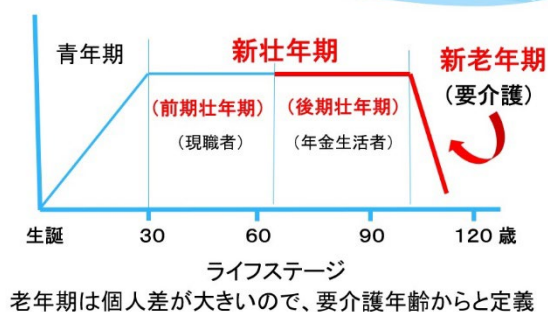 青年期
新壮年期
新老年期
(要介護)
(前期壮年期)
(現職者)
(後期壮年期)
(年金生活者)
生誕 30 60 90 120 歳
ライフステージ
老年期は個人差が大きいので、要介護年齢からと定義